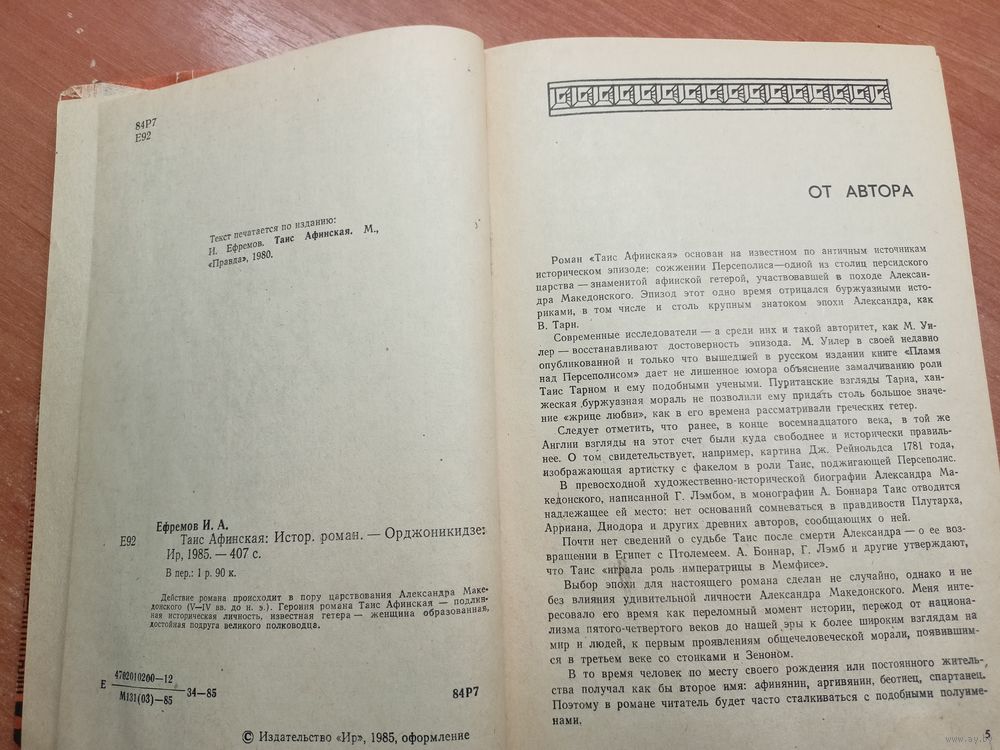 84Р7
Е92
Текст печатается по изданию:
И. Ефремов. Таис Афинская. М.,
«Правда», 1980.
Ефремов И. А.
Е92 Таис Афинская: Истор. роман. — Орджоникидзе:
Ир, 1985. — 407 с.
В пер.: 1 р. 90 к.
Действие романа происходит в пору царствования Александра Маке-
донского (V—IV вв. до н. э.). Героиня романа Таис Афинская — подлин-
ная историческая личность, известная гетера — женщина образованная,
достойная подруга великого полководца.
Е 4702010200—12
М131(03)—85 —34—85 84Р7
© Издательство «Ир», 1985, оформление
ОТ АВТОРА
Роман «Таис Афинская» основан на известном по античным источникам
историческом эпизоде; сожжении Персеполиса—одной из столиц персидского
царства — знаменитой афинской гетерой, участвовавшей в походе Алексан-
дра Македонского. Эпизод этот одно время отрицался буржуазными исто-
риками, в том числе и столь крупным знатоком эпохи Александра, как
В. Тарн.
Современные исследователи — а среди них и такой авторитет, как М. Уи-
лер — восстанавливают достоверность эпизода. М. Уилер в своей недавно
опубликованной и только что вышедшей в русском издании книге «Пламя
над Персеполисом» дает не лишенное юмора объяснение замалчиванию роли
Таис Тарном и ему подобными учеными. Пуританские взгляды Тарна, хан-
жеская буржуазная мораль не позволили ему придать столь большое значе-
ние «жрице любви», как в его времена рассматривали греческих гетер.
Следует отметить, что ранее, в конце восемнадцатого века, в той же
Англии взгляды на этот счет были куда свободнее и исторически правиль-
нее. О том свидетельствует, например, картина Дж. Рейнольдса 1781 года,
изображающая артистку с факелом в роли Таис, поджигающей Персеполис.
В превосходной художественно-исторической биографии Александра Ма-
кедонского, написанной Г. Лэмбом, в монографии А. Боннара Таис отводится
надлежащее ей место: нет оснований сомневаться в правдивости Плутарха,
Арриана, Диодора и других древних авторов, сообщающих о ней.
Почти нет сведений о судьбе Таис после смерти Александра — о ее воз-
вращении в Египет с Птолемеем. А. Боннар, Г. Лэмб и другие утверждают,
что Таис «играла роль императрицы в Мемфисе».
Выбор эпохи для настоящего романа сделан не случайно, однако и не
без влияния удивительной личности Александра Македонского. Меня инте-
ресовало его время как переломный момент истории, переход от национа-
лизма пятого-четвертого веков до нашей эры к более широким взглядам на
мир и людей, к первым проявлениям общечеловеческой морали, появившим-
ся в третьем веке со стоиками и Зеноном.
В то время человек по месту своего рождения или постоянного житель-
ства получал как бы второе имя: афинянин, аргивянин, беотиец, спартанец.
Поэтому в романе читатель будет часто сталкиваться с подобными полуиме-
нами.
5
www.ay.by